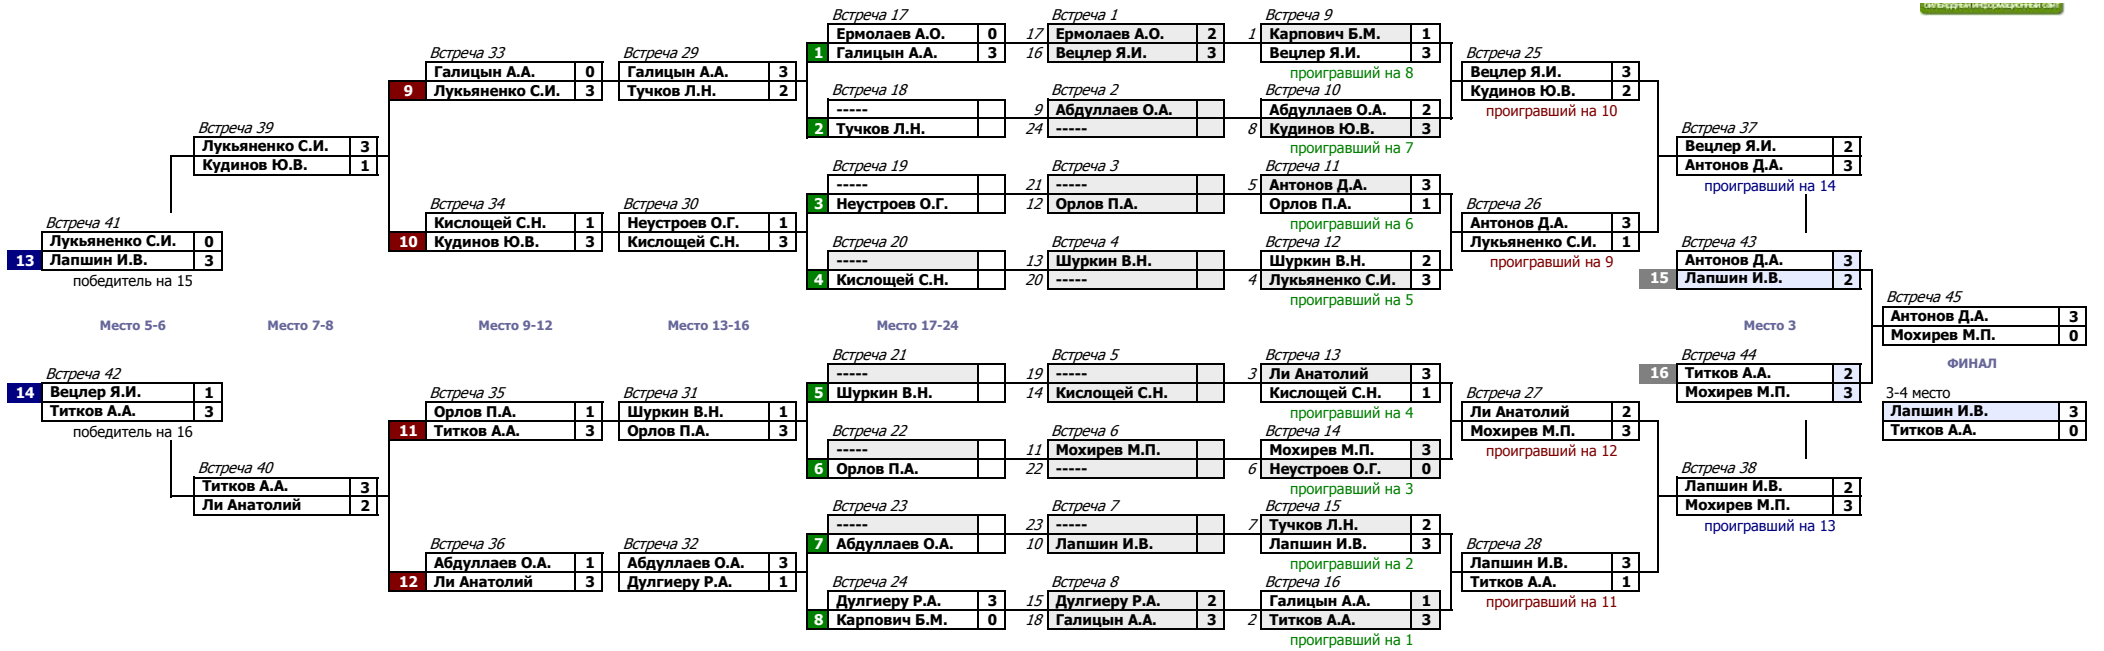 Встреча 41
Лукьяненко С.И. 0
13 Лапшин И.В. 3
победитель на 15
Место 5-6
Встреча 42
14 Вецлер Я.И. 1
Титков А.А. 3
победитель на 16
Встреча 39
Лукьяненко С.И. 3
Кудинов Ю.В. 1
Место 7-8
Встреча 40
Титков А.А. 3
Ли Анатолий 2
Встреча 33
Галицын А.А. 0
9 Лукьяненко С.И. 3
Встреча 34
Кислощей С.Н. 1
10 Кудинов Ю.В. 3
Место 9-12
Встреча 35
Орлов П.А. 1
11 Титков А.А. 3
Встреча 36
Абдуллаев О.А. 1
12 Ли Анатолий 3
Встреча 29
Галицын А.А. 3
Тучков Л.Н. 2
Встреча 30
Неустроев О.Г. 1
Кислощей С.Н. 3
Место 13-16
Встреча 31
Шуркин В.Н. 1
Орлов П.А. 3
Встреча 32
Абдуллаев О.А. 3
Дулгиеру Р.А. 1
Встреча 17
Ермолаев А.О. 0
1 Галицын А.А. 3
Встреча 18
-----
2 Тучков Л.Н.
Встреча 19
-----
3 Неустроев О.Г.
Встреча 20
-----
4 Кислощей С.Н.
Место 17-24
Встреча 21
-----
5 Шуркин В.Н.
Встреча 22
-----
6 Орлов П.А.
Встреча 23
-----
7 Абдуллаев О.А.
Встреча 24
Дулгиеру Р.А. 3
8 Карпович Б.М. 0
Встреча 1
17 Ермолаев А.О. 2
16 Вецлер Я.И. 3
Встреча 2
9 Абдуллаев О.А.
24 -----
Встреча 3
21 -----
12 Орлов П.А.
Встреча 4
13 Шуркин В.Н.
20 -----
Встреча 5
19 -----
14 Кислощей С.Н.
Встреча 6
11 Мохирев М.П.
22 -----
Встреча 7
23 -----
10 Лапшин И.В.
Встреча 8
15 Дулгиеру Р.А. 2
18 Галицын А.А. 3
Встреча 9
1 Карпович Б.М. 1
Вецлер Я.И. 3
проигравший на 8
Встреча 10
Абдуллаев О.А. 2
8 Кудинов Ю.В. 3
проигравший на 7
Встреча 11
5 Антонов Д.А. 3
Орлов П.А. 1
проигравший на 6
Встреча 12
Шуркин В.Н. 2
4 Лукьяненко С.И. 3
проигравший на 5
Встреча 13
3 Ли Анатолий 3
Кислощей С.Н. 1
проигравший на 4
Встреча 14
Мохирев М.П. 3
6 Неустроев О.Г. 0
проигравший на 3
Встреча 15
7 Тучков Л.Н. 2
Лапшин И.В. 3
проигравший на 2
Встреча 16
Галицын А.А. 1
2 Титков А.А. 3
проигравший на 1
Встреча 25
Вецлер Я.И. 3
Кудинов Ю.В. 2
проигравший на 10
Встреча 26
Антонов Д.А. 3
Лукьяненко С.И. 1
проигравший на 9
Встреча 27
Ли Анатолий 2
Мохирев М.П. 3
проигравший на 12
Встреча 28
Лапшин И.В. 3
Титков А.А. 1
проигравший на 11
Встреча 37
Вецлер Я.И. 2
Антонов Д.А. 3
проигравший на 14
Встреча 43
Антонов Д.А. 3
15 Лапшин И.В. 2
Место 3
Встреча 44
16 Титков А.А. 2
Мохирев М.П. 3
Встреча 38
Лапшин И.В. 2
Мохирев М.П. 3
проигравший на 13
Встреча 45
Антонов Д.А. 3
Мохирев М.П. 0
ФИНАЛ
3-4 место
Лапшин И.В. 3
Титков А.А. 0